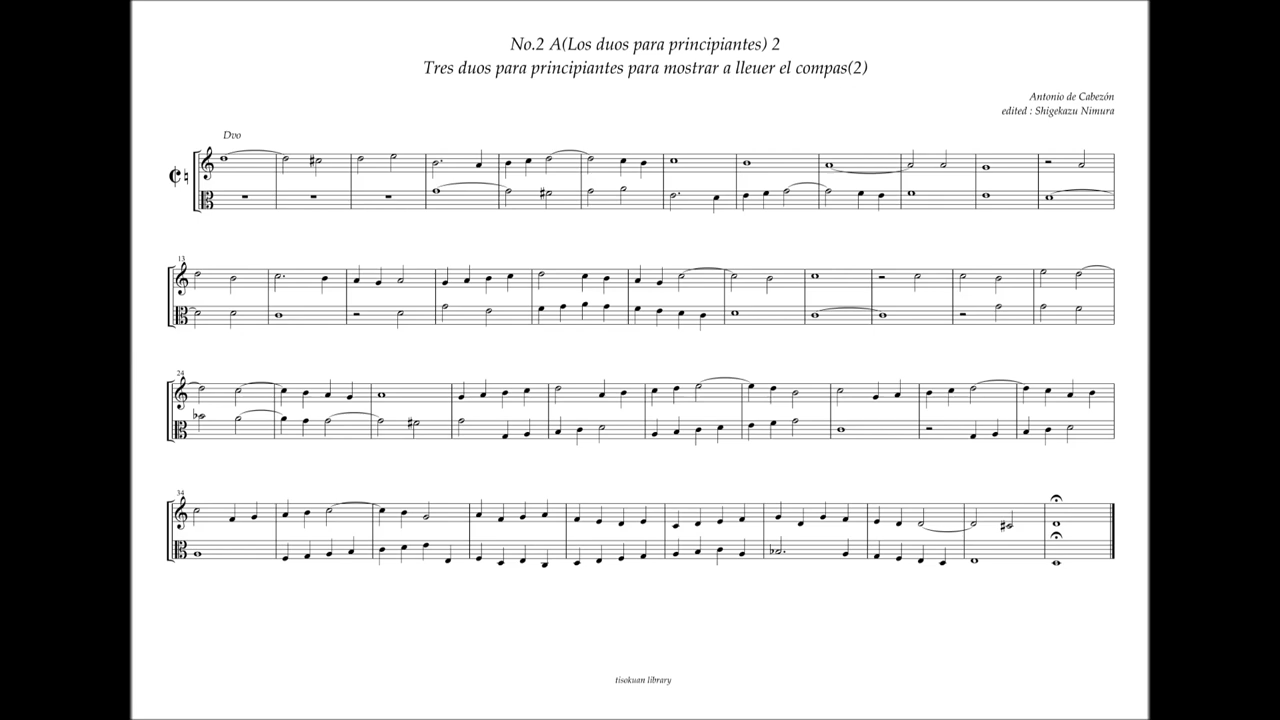 No.2 A(Los duos para principiantes) 2
Tres duos para principiantes para mostrar a lleuer el compas(2)
Antonio de Cabezón
edited : Shigekazu Nimura
Dvo
13
24
34
tisokuan library